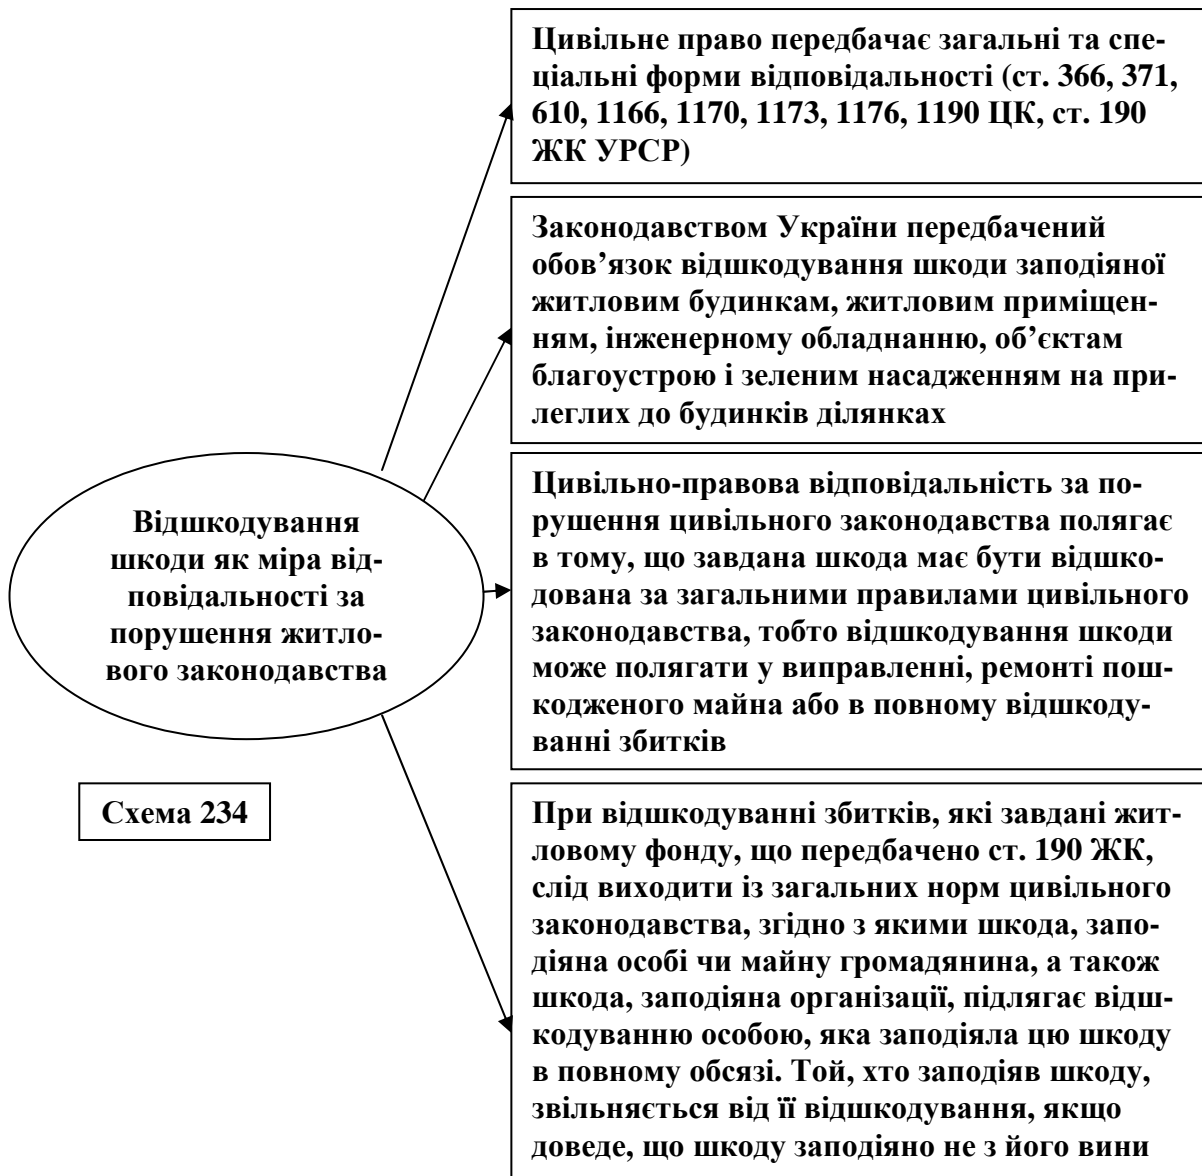 Цивільне право передбачає загальні та спе-
ціальні форми відповідальності (ст. 366, 371,
610, 1166, 1170, 1173, 1176, 1190 ЦК, ст. 190
ЖК УРСР)
Законодавством України передбачений
обов’язок відшкодування шкоди заподіяної
житловим будинкам, житловим приміщен-
ням, інженерному обладнанню, об’єктам
благоустрою і зеленим насадженням на при-
леглих до будинків ділянках
Відшкодування
шкоди як міра від-
повідальності за
порушення житло-
вого законодавства
Цивільно-правова відповідальність за по-
рушення цивільного законодавства полягає
в тому, що завдана шкода має бути відшко-
дована за загальними правилами цивільного
законодавства, тобто відшкодування шкоди
може полягати у виправленні, ремонті пош-
кодженого майна або в повному відшкоду-
ванні збитків
Схема 234
При відшкодуванні збитків, які завдані жит-
ловому фонду, що передбачено ст. 190 ЖК,
слід виходити із загальних норм цивільного
законодавства, згідно з якими шкода, запо-
діяна особі чи майну громадянина, а також
шкода, заподіяна організації, підлягає відш-
кодуванню особою, яка заподіяла цю шкоду
в повному обсязі. Той, хто заподіяв шкоду,
звільняється від її відшкодування, якщо
доведе, що шкоду заподіяно не з його вини